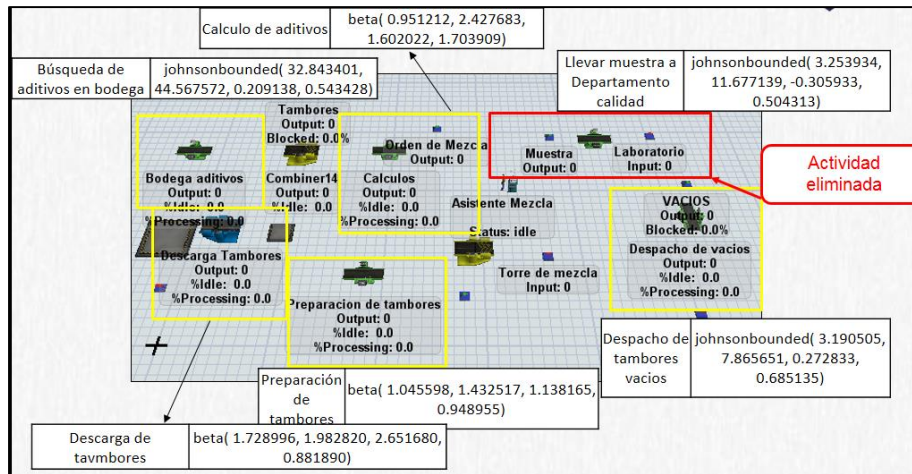 Calculo de aditivos
beta( 0.951212, 2.427683,
1.602022, 1.703909)
Búsqueda de
aditivos en bodega
johnsonbounded( 32.843401,
44.567572, 0.209138, 0.543428)
Llevar muestra a
Departamento
calidad
johnsonbounded( 3.253934,
11.677139, -0.305933,
0.504313)
Actividad
eliminada
Tambores
Output: 0
Blocked: 0.0%
Bodega aditivos
Output: 0
%Idle: 0.0
%Processing: 0.0
Combiner14
Output: 0
Orden de Mezcla
Output: 0
Calculos
Output: 0
%Idle: 0.0
%Processing: 0.0
Muestra
Output: 0
Laboratorio
Input: 0
Asisente Mezcla
Status: idle
VACIOS
Output: 0
Blocked: 0.0%
Despacho de vacios
Output: 0
%Idle: 0.0
%Processing: 0.0
Descarga Tambores
Output: 0
%Idle: 0.0
%Processing: 0.0
Torre de mezcla
Input: 0
Preparacion de tambores
Output: 0
%Idle: 0.0
%Processing: 0.0
Despacho de
tambores
vacios
johnsonbounded( 3.190505,
7.865651, 0.272833,
0.685135)
Preparación
de
tambores
beta( 1.045598, 1.432517, 1.138165,
0.948955)
Descarga de
tavmbores
beta( 1.728996, 1.982820, 2.651680,
0.881890)